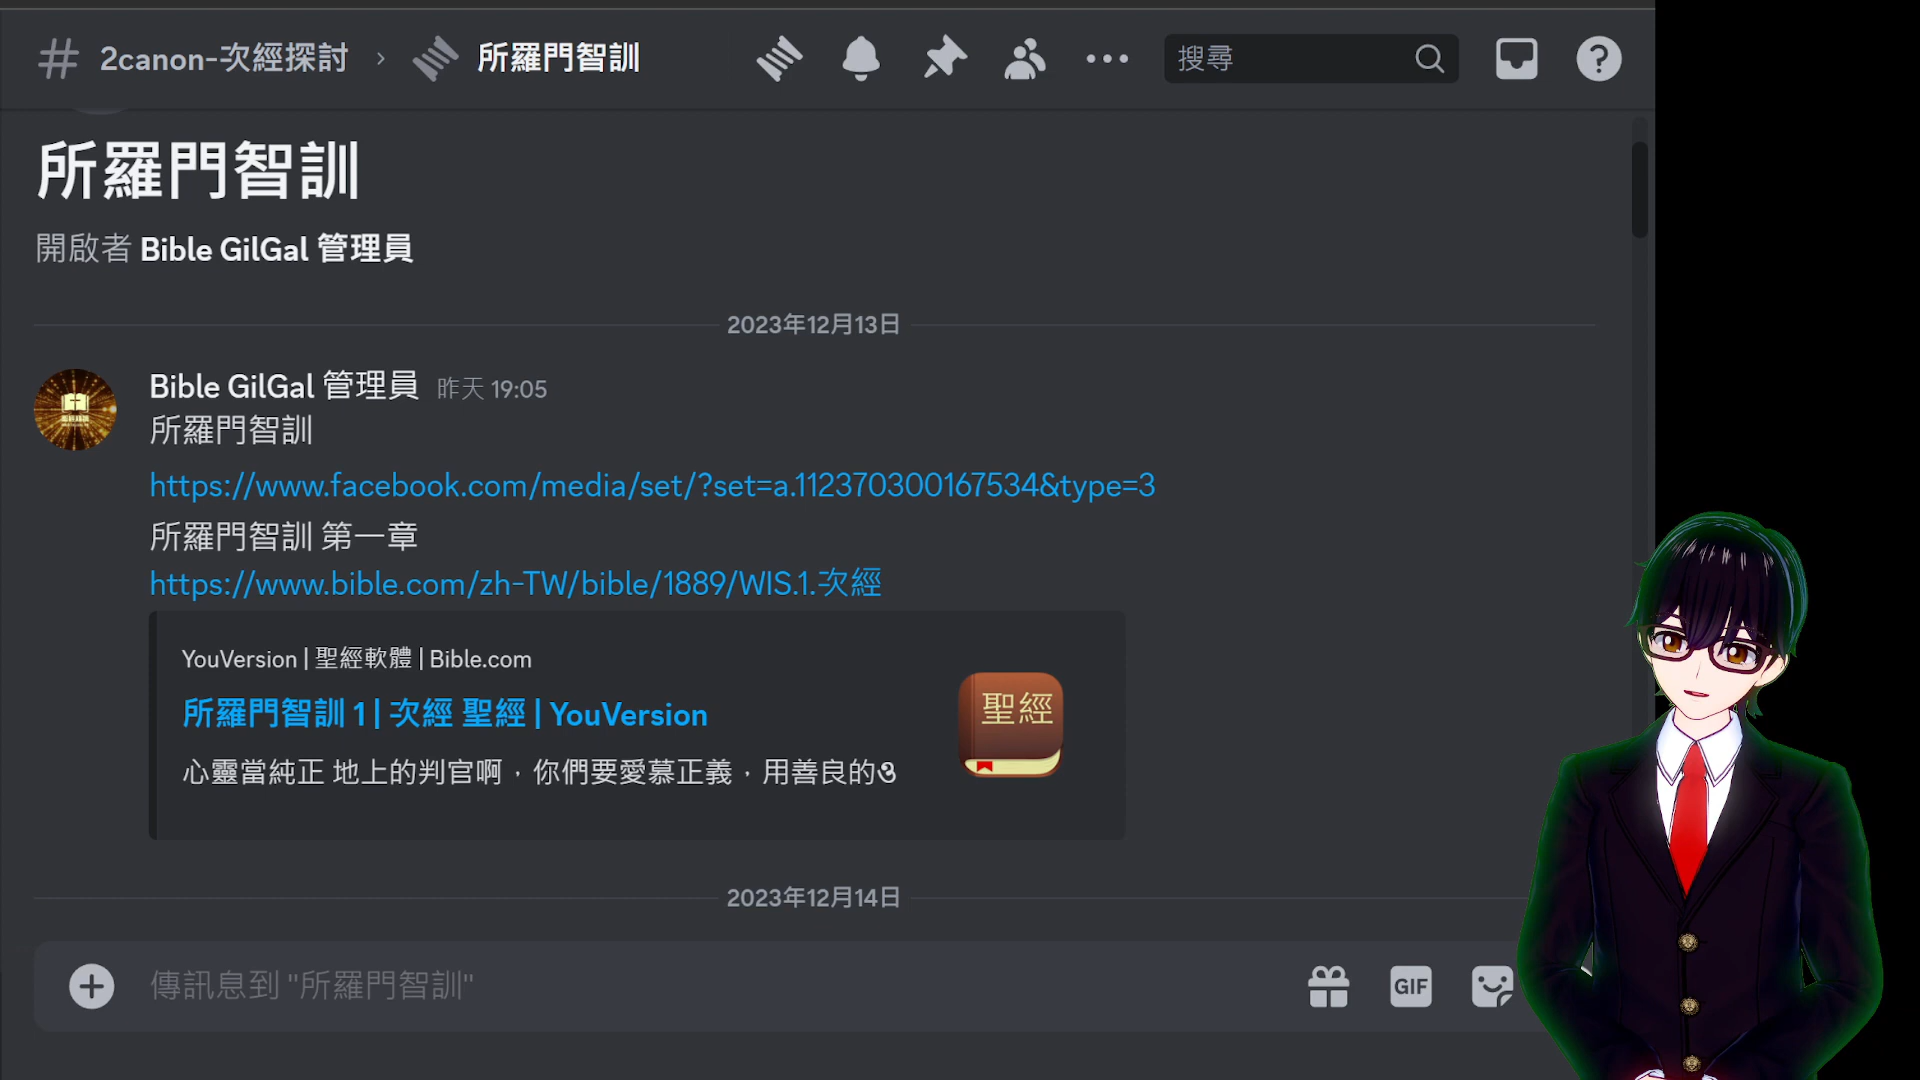 2canon-次經探討 › 所羅門智訓
搜尋
所羅門智訓
開啟者 Bible GilGal 管理員
2023年12月13日
Bible GilGal 管理員 昨天 19:05
所羅門智訓
https://www.facebook.com/media/set/?set=a.112370300167534&type=3
所羅門智訓 第一章
https://www.bible.com/zh-TW/bible/1889/WIS.1.次經
YouVersion | 聖經軟體 | Bible.com
所羅門智訓 1 | 次經 聖經 | YouVersion
聖經
心靈當純正 地上的判官啊，你們要愛慕正義，用善良的
2023年12月14日
傳訊息到 "所羅門智訓"
GIF